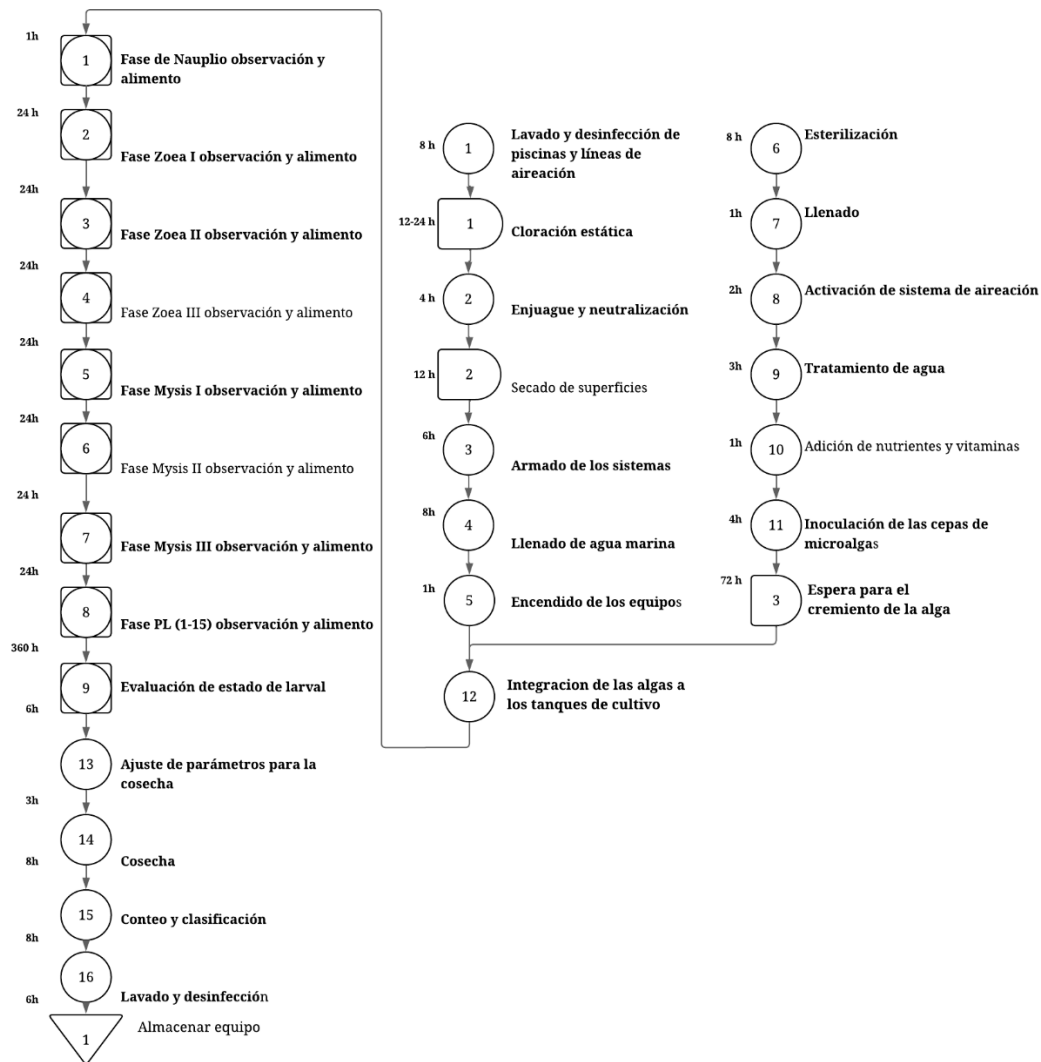 1h
1
Fase de Nauplio observación y
alimento
24 h
2
Fase Zoea I observación y alimento
24h
3
Fase Zoea II observación y alimento
24h
4
Fase Zoea III observación y alimento
24h
5
Fase Mysis I observación y alimento
24h
6
Fase Mysis II observación y alimento
24 h
7
Fase Mysis III observación y alimento
24h
8
Fase PL (1-15) observación y alimento
360 h
9
Evaluación de estado de larval
6h
13
Ajuste de parámetros para la
cosecha
3h
14
Cosecha
8h
15
Conteo y clasificación
8h
16
Lavado y desinfección
6h
1
Almacenar equipo
8 h
1
Lavado y desinfección de
piscinas y líneas de
aireación
12-24 h
1
Cloración estática
4 h
2
Enjuague y neutralización
12 h
2
Secado de superficies
6h
3
Armado de los sistemas
8h
4
Llenado de agua marina
1h
5
Encendido de los equipos
12
Integracion de las algas a
los tanques de cultivo
8 h
6
Esterilización
1h
7
Llenado
2h
8
Activación de sistema de aireación
3h
9
Tratamiento de agua
1h
10
Adición de nutrientes y vitaminas
4h
11
Inoculación de las cepas de
microalgas
72 h
3
Espera para el
cremiento de la alga